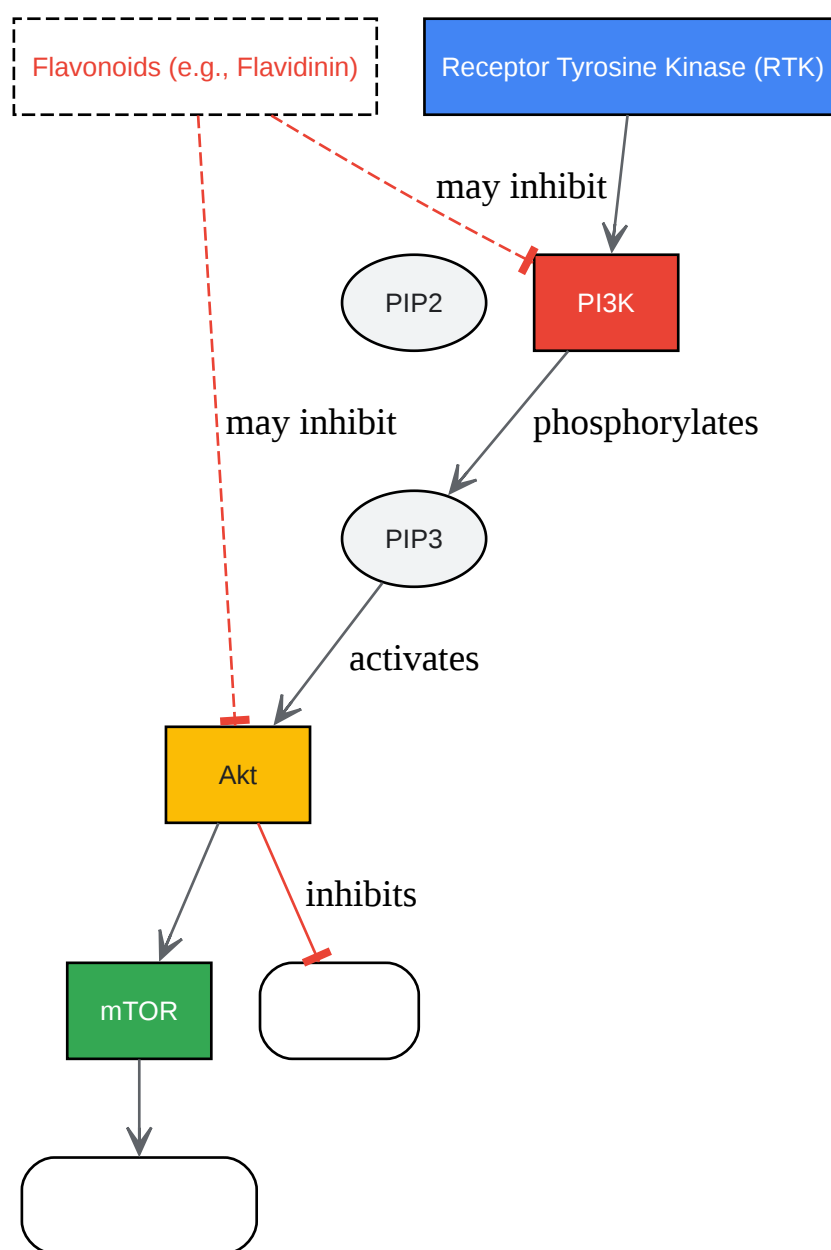 Flavonoids (e.g., Flavidinin)
Receptor Tyrosine Kinase (RTK)
may inhibit
PIP2
PI3K
may inhibit
phosphorylates
PIP3
activates
Akt
inhibits
mTOR